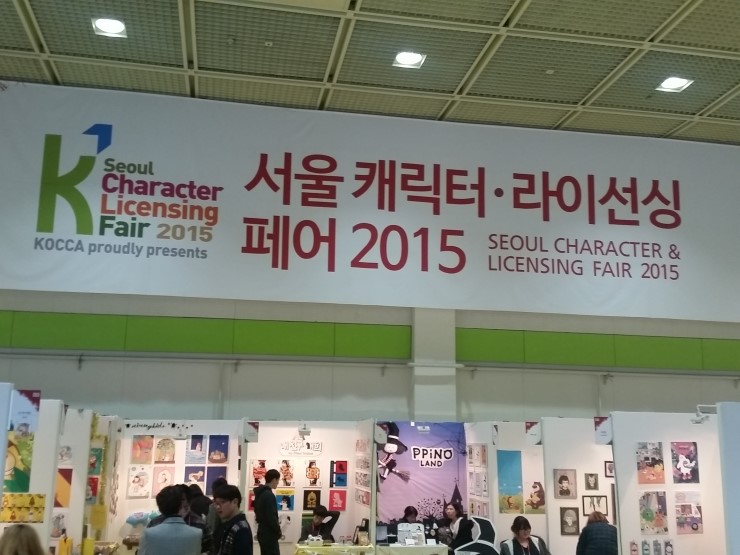 K
Seoul
Character
Licensing
Fair 2015
KOCCA proudly presents
서울 캐릭터·라이선싱
페어 2015
SEOUL CHARACTER &
LICENSING FAIR 2015
PPiNO
LAND